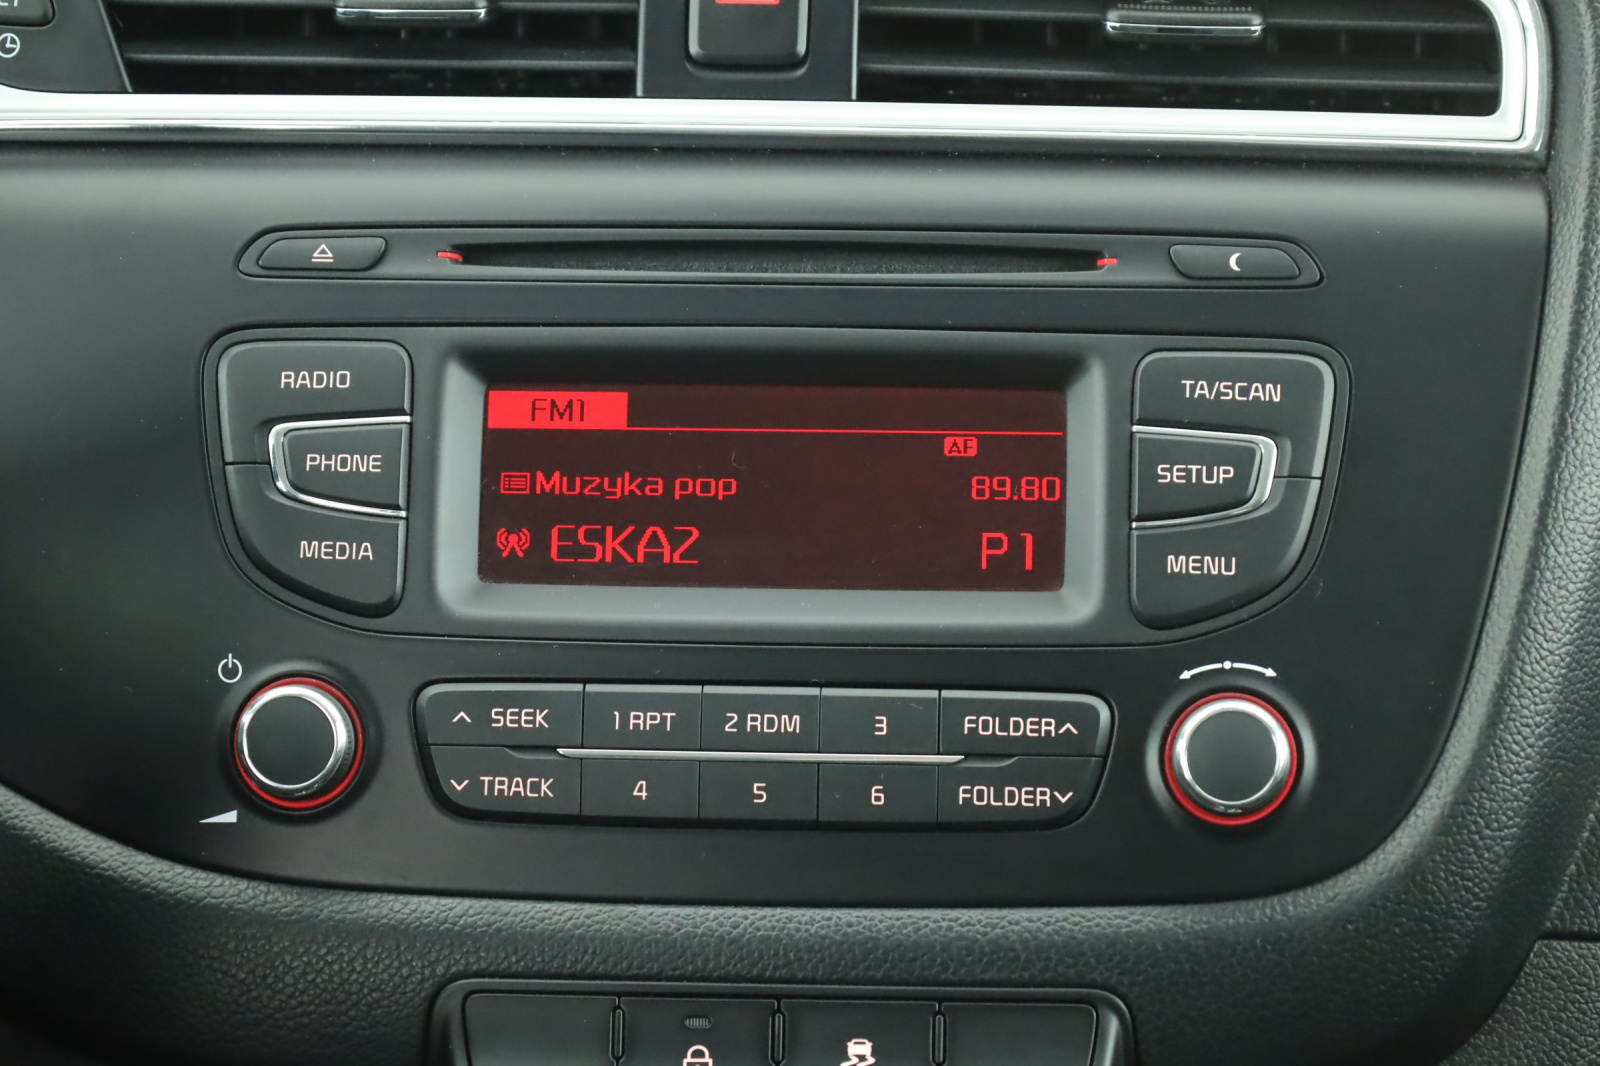 RADIO
PHONE
MEDIA
FM1
AF
Muzyka pop 89.80
ESKA2 P1
TA/SCAN
SETUP
MENU
SEEK 1 RPT 2 RDM 3 FOLDER
TRACK 4 5 6 FOLDER